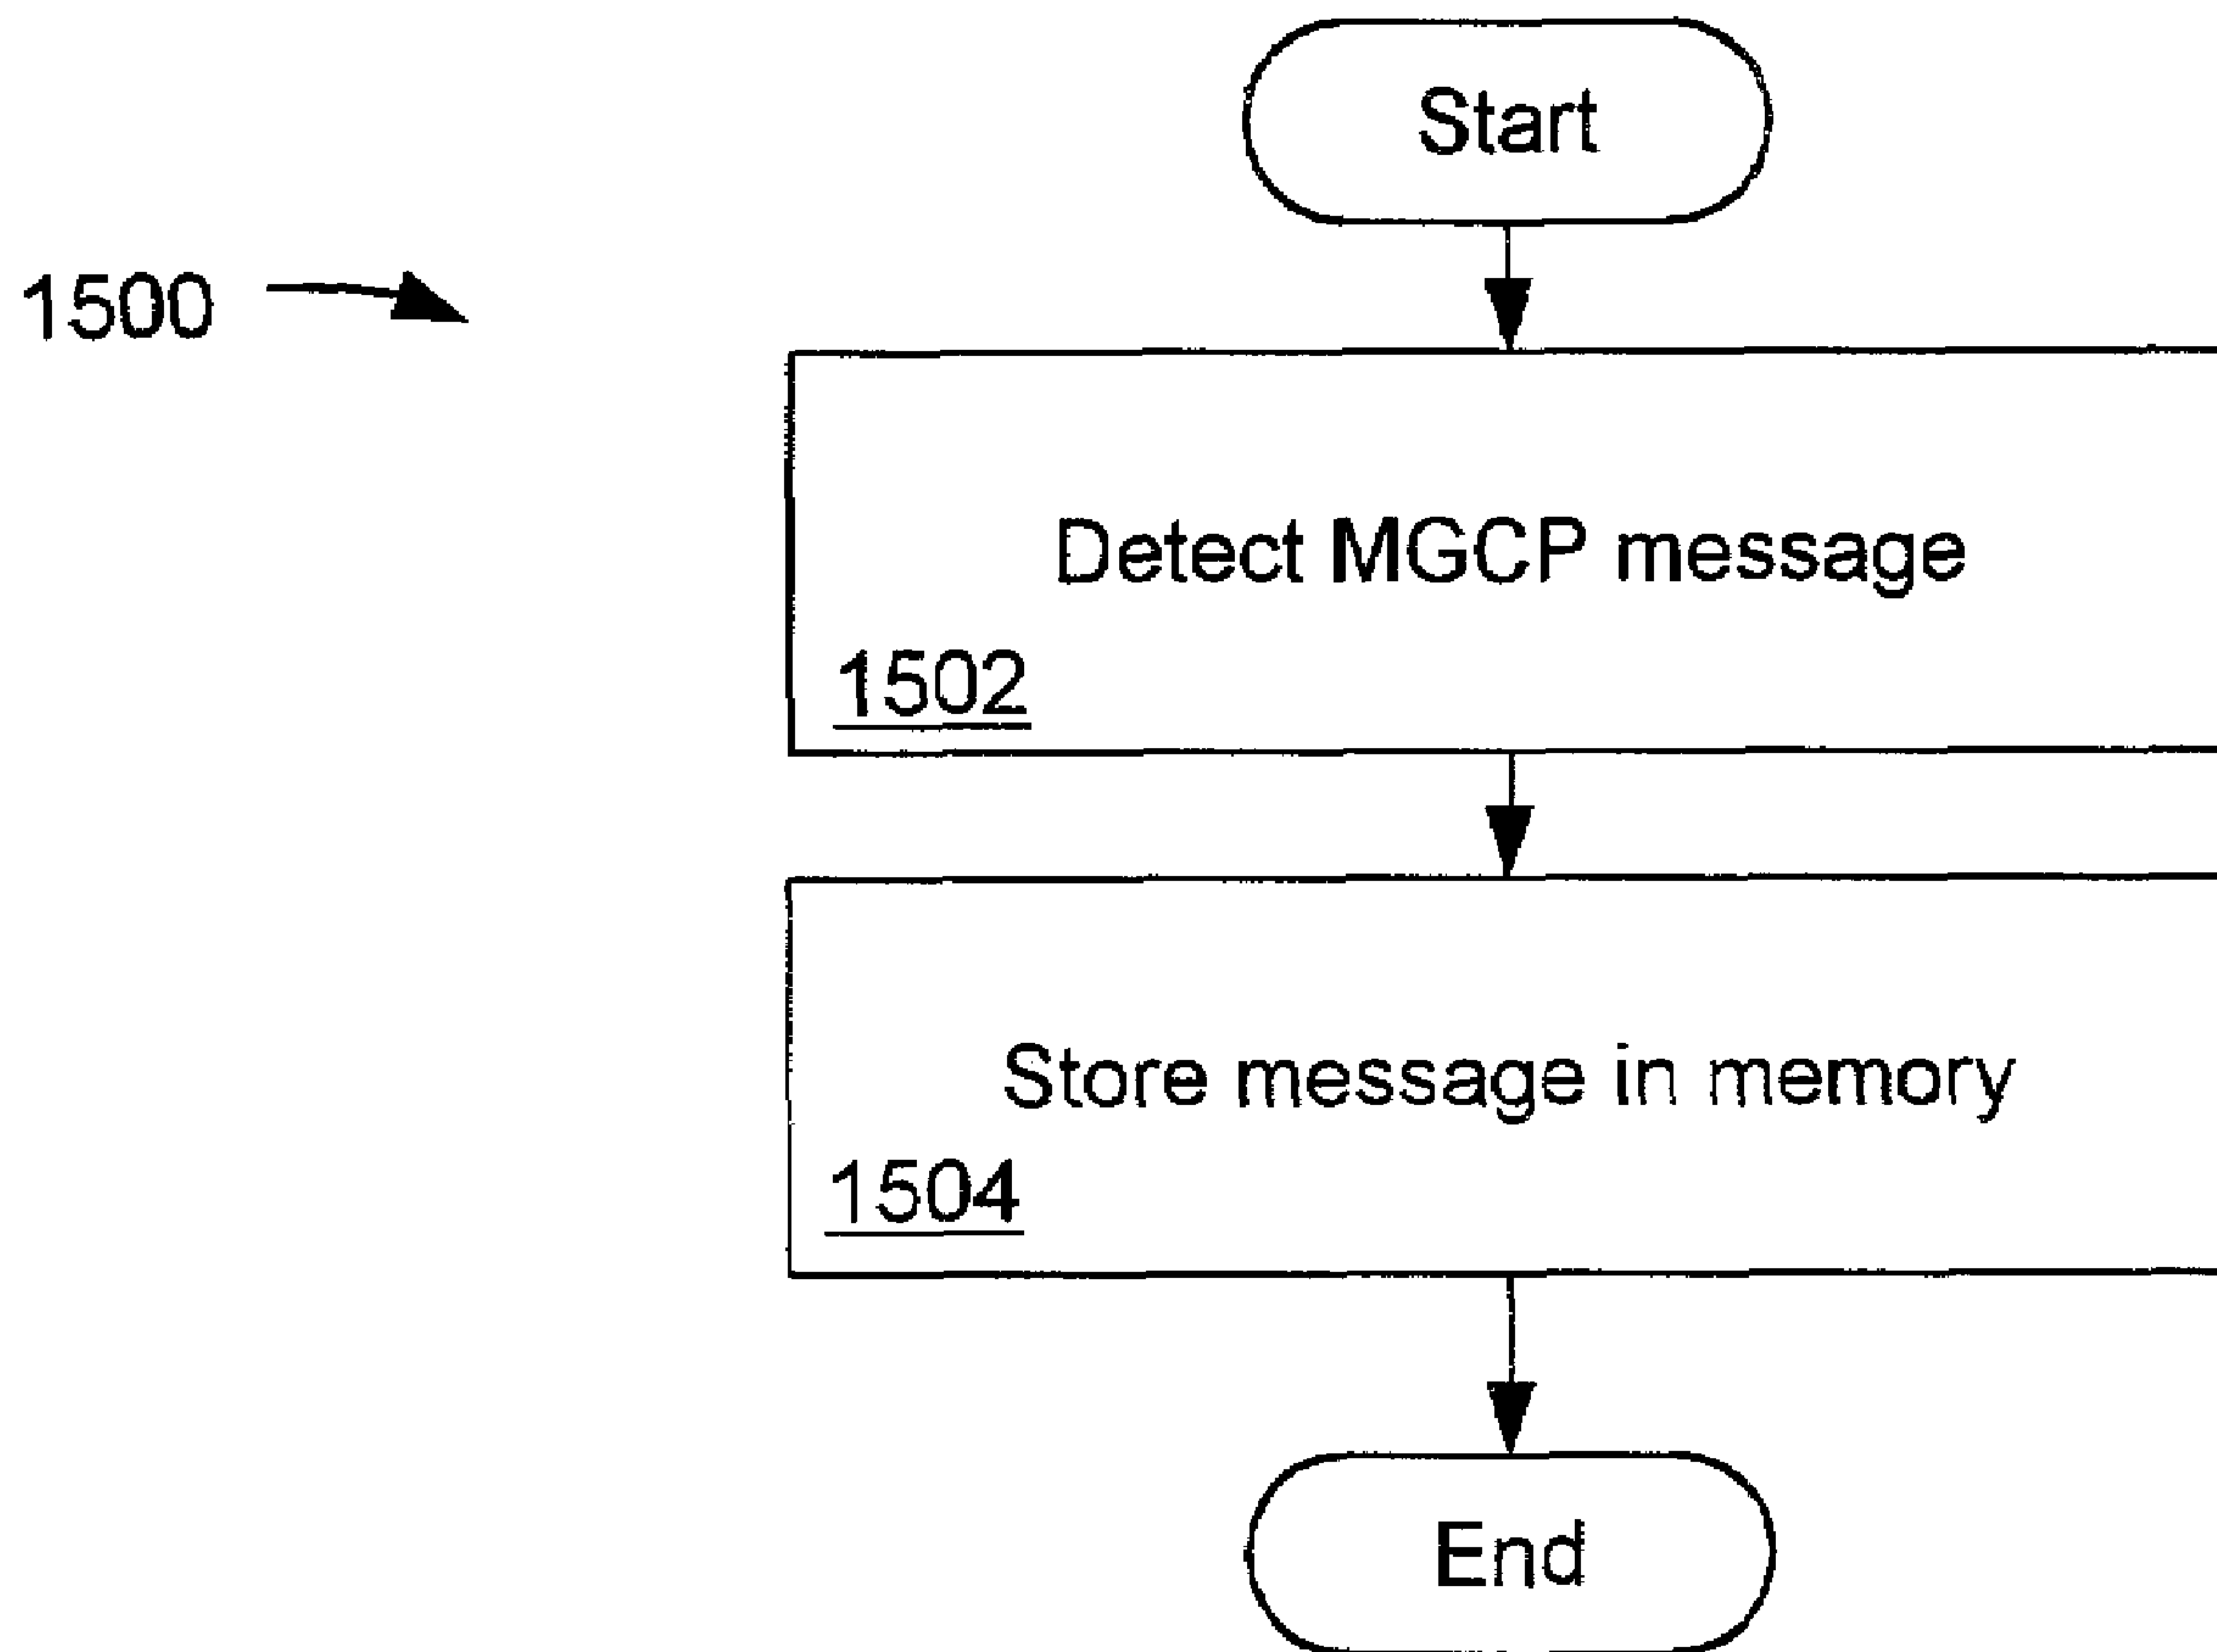 Start
1500
Detect MGCP message
1502
Store message in memory
1504
End